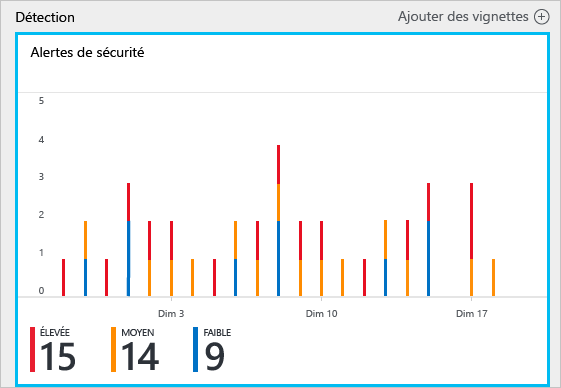 Détection
Ajouter des vignettes
Alertes de sécurité
5
4
3
2
1
0
Dim 3 Dim 10 Dim 17
ÉLEVÉE MOYEN FAIBLE
15 14 9